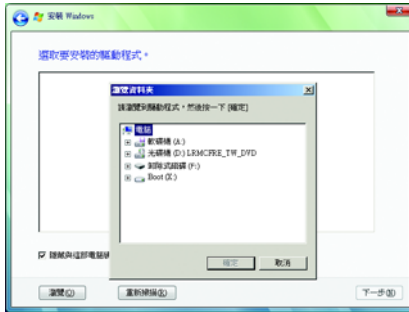 安裝 Windows
選取要安裝的驅動程式。
瀏覽資料夾
請瀏覽到驅動程式，然後按一下 [確定]
電腦
軟碟機 (A:)
光碟機 (D:) LRMCFRE_TW_DVD
卸除式磁碟 (F:)
Boot (X:)
確定
取消
隱藏與這部電腦
瀏覽(O)
重新掃描(R)
下一步(N)